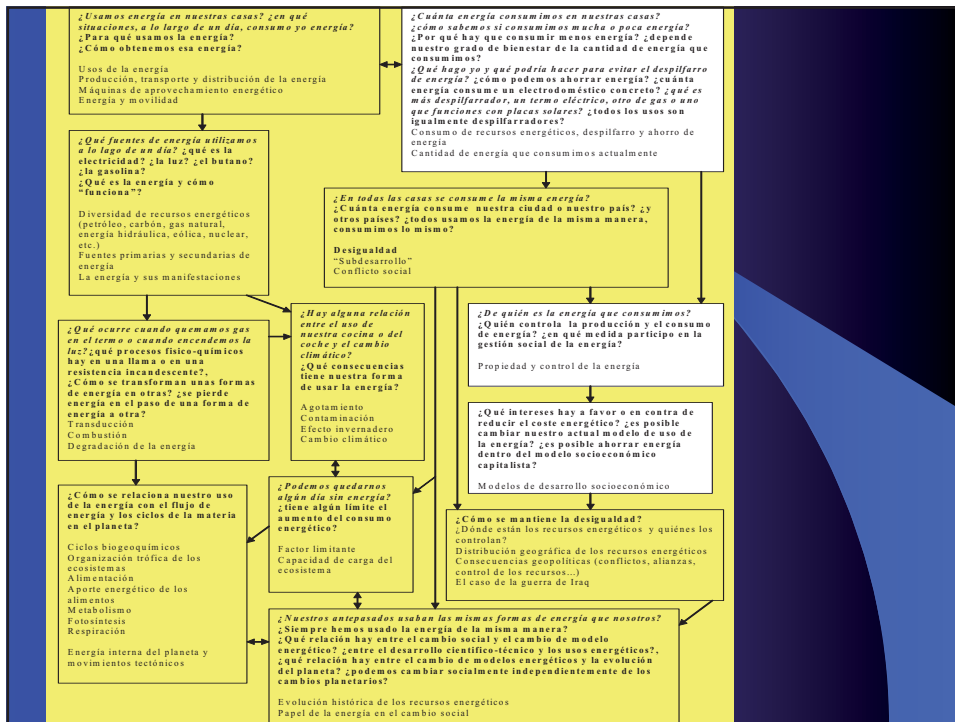 ¿Usamos energía en nuestras casas? ¿en qué
situaciones, a lo largo de un día, consumo yo energía?
¿Para qué usamos la energía?
¿Cómo obtenemos esa energía?
Usos de la energía
Producción, transporte y distribución de la energía
Máquinas de aprovechamiento energético
Energía y movilidad
¿Cuánta energía consumimos en nuestras casas?
¿cómo sabemos si consumimos mucha o poca energía?
¿Por qué hay que consumir menos energía? ¿depende
nuestro grado de bienestar de la cantidad de energía que
consumimos?
¿Qué hago yo y qué podría hacer para evitar el despilfarro
de energía? ¿cómo podemos ahorrar energía? ¿cuánta
energía consume un electrodoméstico concreto? ¿qué es
más despilfarrador, un termo eléctrico, otro de gas o uno
que funciones con placas solares? ¿todos los usos son
igualmente despilfarradores?
Consumo de recursos energéticos, despilfarro y ahorro de
energía
Cantidad de energía que consumimos actualmente
¿Qué fuentes de energía utilizamos
a lo lago de un día? ¿qué es la
electricidad? ¿la luz? ¿el butano?
¿la gasolina?
¿Qué es la energía y cómo
“funciona”?
Diversidad de recursos energéticos
(petróleo, carbón, gas natural,
energía hidráulica, eólica, nuclear,
etc.)
Fuentes primarias y secundarias de
energía
La energía y sus manifestaciones
¿En todas las casas se consume la misma energía?
¿Cuánta energía consume nuestra ciudad o nuestro país? ¿y
otros países? ¿todos usamos la energía de la misma manera,
consumimos lo mismo?
Desigualdad
“Subdesarrollo”
Conflicto social
¿Qué ocurre cuando quemamos gas
en el termo o cuando encendemos la
luz?¿qué procesos físico-químicos
hay en una llama o en una
resistencia incandescente?,
¿Cómo se transforman unas formas
de energía en otras? ¿se pierde
energía en el paso de una forma de
energía a otra?
Transducción
Combustión
Degradación de la energía
¿Hay alguna relación
entre el uso de
nuestra cocina o del
coche y el cambio
climático?
¿Qué consecuencias
tiene nuestra forma
de usar la energía?
Agotamiento
Contaminación
Efecto invernadero
Cambio climático
¿De quién es la energía que consumimos?
¿Quién controla la producción y el consumo
de energía? ¿en qué medida participo en la
gestión social de la energía?
Propiedad y control de la energía
¿Qué intereses hay a favor o en contra de
reducir el coste energético? ¿es posible
cambiar nuestro actual modelo de uso de
la energía? ¿es posible ahorrar energía
dentro del modelo socioeconómico
capitalista?
Modelos de desarrollo socioeconómico
¿Cómo se relaciona nuestro uso
de la energía con el flujo de
energía y los ciclos de la materia
en el planeta?
Ciclos biogeoquímicos
Organización trófica de los
ecosistemas
Alimentación
Aporte energético de los
alimentos
Metabolismo
Fotosíntesis
Respiración
Energía interna del planeta y
movimientos tectónicos
¿Podemos quedarnos
algún día sin energía?
¿tiene algún límite el
aumento del consumo
energético?
Factor limitante
Capacidad de carga del
ecosistema
¿Cómo se mantiene la desigualdad?
¿Dónde están los recursos energéticos y quiénes los
controlan?
Distribución geográfica de los recursos energéticos
Consecuencias geopolíticas (conflictos, alianzas,
control de los recursos...)
El caso de la guerra de Iraq
¿Nuestros antepasados usaban las mismas formas de energía que nosotros?
¿Siempre hemos usado la energía de la misma manera?
¿Qué relación hay entre el cambio social y el cambio de modelo
energético? ¿entre el desarrollo científico-técnico y los usos energéticos?,
¿qué relación hay entre el cambio de modelos energéticos y la evolución
del planeta? ¿podemos cambiar socialmente independientemente de los
cambios planetarios?
Evolución histórica de los recursos energéticos
Papel de la energía en el cambio social